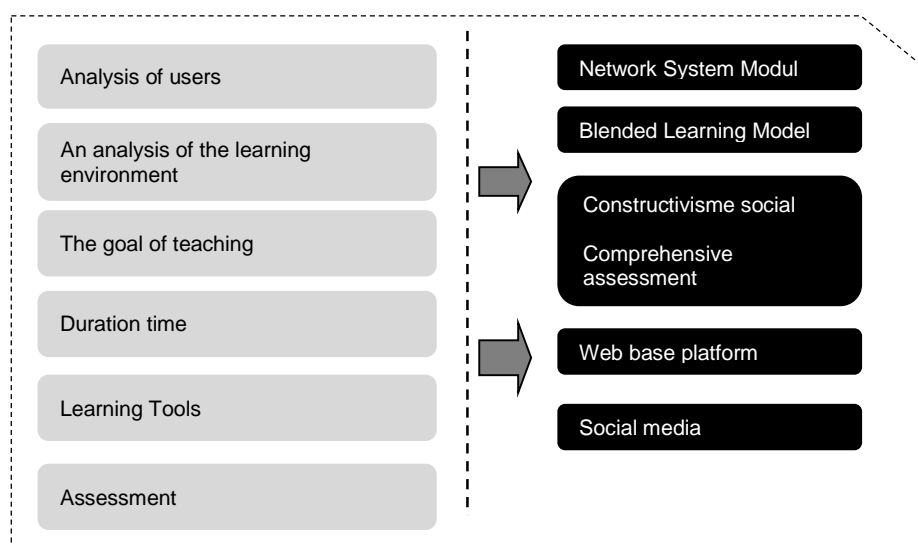 Analysis of users
An analysis of the learning
environment
The goal of teaching
Duration time
Learning Tools
Assessment
Network System Modul
Blended Learning Model
Constructivisme social
Comprehensive
assessment
Web base platform
Social media